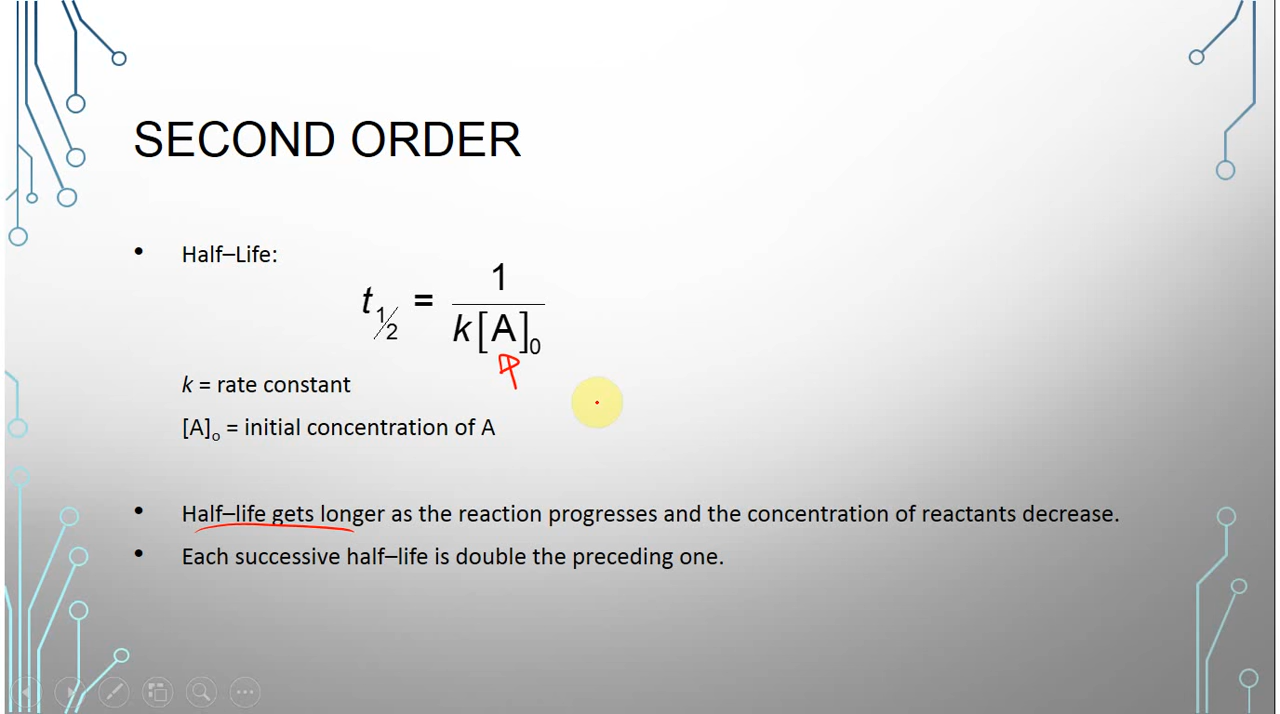 SECOND ORDER
• Half–Life:
t½ = 1 / k[A]₀
k = rate constant
[A]ₒ = initial concentration of A
• Half–life gets longer as the reaction progresses and the concentration of reactants decrease.
• Each successive half–life is double the preceding one.